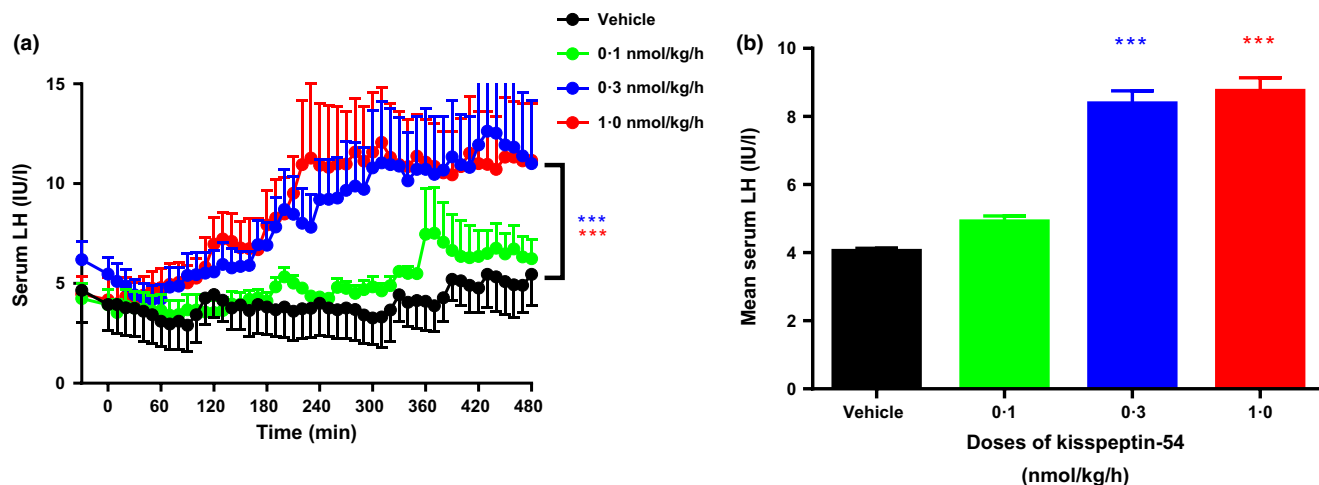 (a)
Vehicle
0·1 nmol/kg/h
0·3 nmol/kg/h
1·0 nmol/kg/h
Serum LH (IU/l)
15
10
5
0
***
***
0 60 120 180 240 300 360 420 480
Time (min)
(b)
Mean serum LH (IU/l)
10
8
6
4
2
0
*** ***
Vehicle 0·1 0·3 1·0
Doses of kisspeptin-54
(nmol/kg/h)